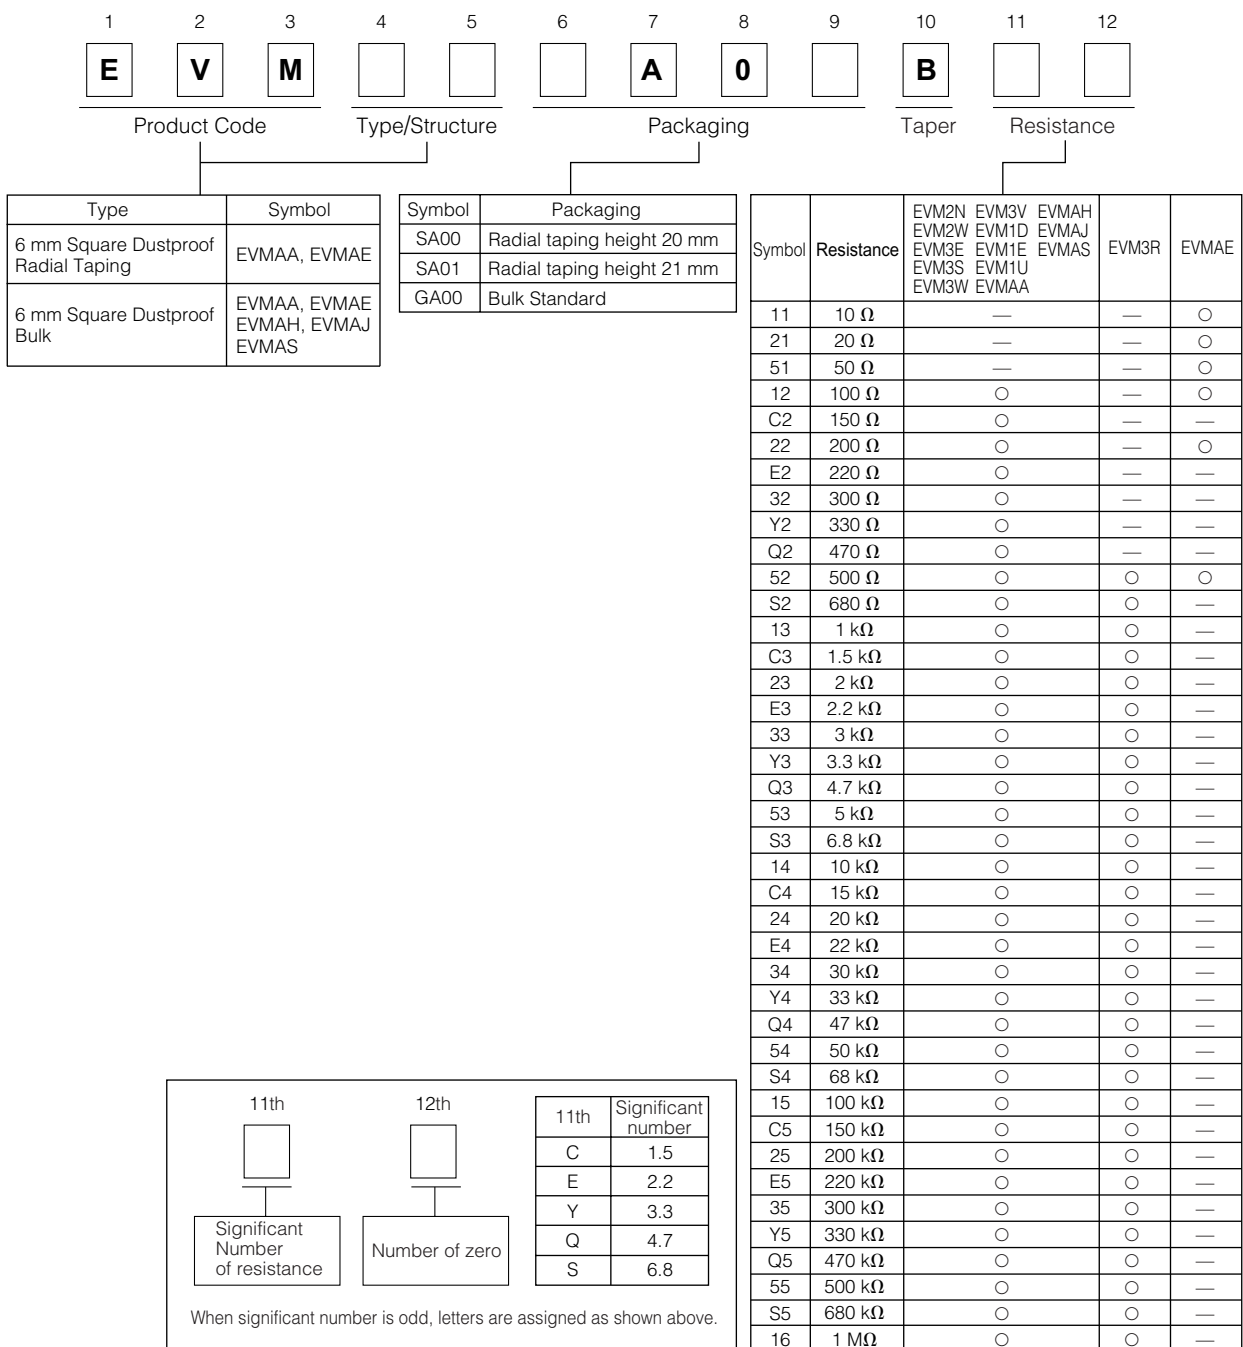 1 2 3 4 5 6 7 8 9 10 11 12
E V M A 0 B
Product Code Type/Structure Packaging Taper Resistance
Type Symbol
6 mm Square Dustproof
Radial Taping
EVMAA, EVMAE
6 mm Square Dustproof
Bulk
EVMAA, EVMAE
EVMAH, EVMAJ
EVMAS
Symbol Packaging
SA00 Radial taping height 20 mm
SA01 Radial taping height 21 mm
GA00 Bulk Standard
Symbol Resistance
EVM2N EVM3V EVMAH
EVM2W EVM1D EVMAJ
EVM3E EVM1E EVMAS
EVM3S EVM1U
EVM3W EVMAA
EVM3R EVMAE
11 10 Ω — — ○
21 20 Ω — — ○
51 50 Ω — — ○
12 100 Ω ○ — ○
C2 150 Ω ○ — —
22 200 Ω ○ — ○
E2 220 Ω ○ — —
32 300 Ω ○ — —
Y2 330 Ω ○ — —
Q2 470 Ω ○ — —
52 500 Ω ○ ○ ○
S2 680 Ω ○ ○ —
13 1 kΩ ○ ○ —
C3 1.5 kΩ ○ ○ —
23 2 kΩ ○ ○ —
E3 2.2 kΩ ○ ○ —
33 3 kΩ ○ ○ —
Y3 3.3 kΩ ○ ○ —
Q3 4.7 kΩ ○ ○ —
53 5 kΩ ○ ○ —
S3 6.8 kΩ ○ ○ —
14 10 kΩ ○ ○ —
C4 15 kΩ ○ ○ —
24 20 kΩ ○ ○ —
E4 22 kΩ ○ ○ —
34 30 kΩ ○ ○ —
Y4 33 kΩ ○ ○ —
Q4 47 kΩ ○ ○ —
54 50 kΩ ○ ○ —
S4 68 kΩ ○ ○ —
15 100 kΩ ○ ○ —
C5 150 kΩ ○ ○ —
25 200 kΩ ○ ○ —
E5 220 kΩ ○ ○ —
35 300 kΩ ○ ○ —
Y5 330 kΩ ○ ○ —
Q5 470 kΩ ○ ○ —
55 500 kΩ ○ ○ —
S5 680 kΩ ○ ○ —
16 1 MΩ ○ ○ —
11th 12th
Significant
Number
of resistance
Number of zero
11th Significant
number
C 1.5
E 2.2
Y 3.3
Q 4.7
S 6.8
When significant number is odd, letters are assigned as shown above.